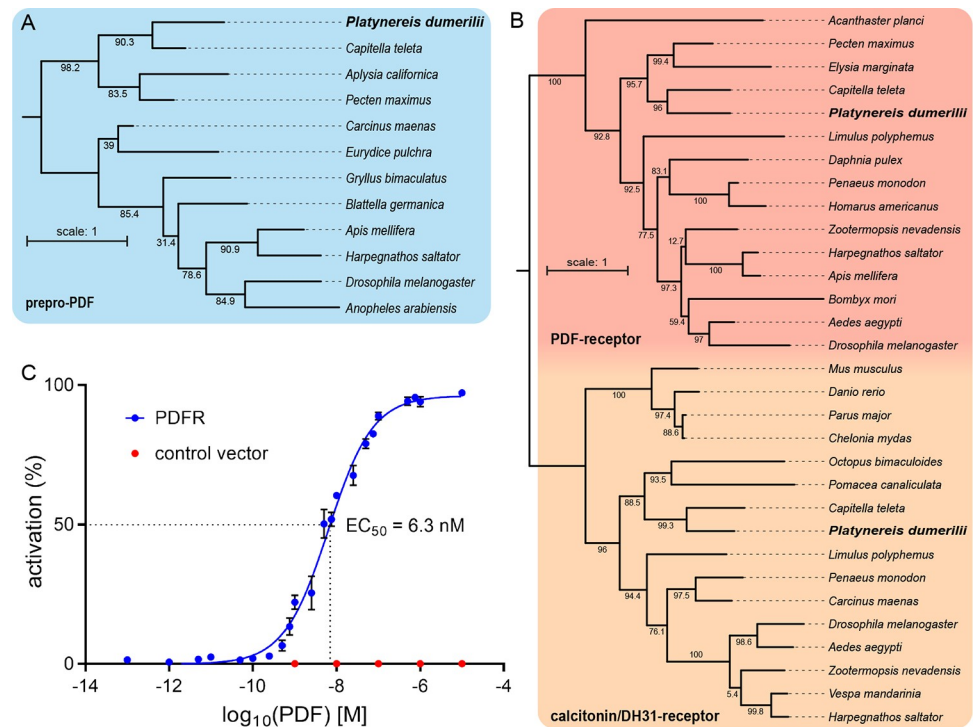 A
Platynereis dumerilii
90.3
Capitella teleta
98.2
Aplysia californica
83.5
Pecten maximus
Carcinus maenas
39
Eurydice pulchra
Gryllus bimaculatus
85.4
Blattella germanica
31.4
Apis mellifera
scale: 1
90.9
Harpegnathos saltator
78.6
Drosophila melanogaster
prepro-PDF
84.9
Anopheles arabiensis
B
Acanthaster planci
Pecten maximus
99.4
Elysia marginata
100
95.7
Capitella teleta
96
Platynereis dumerilii
92.8
Limulus polyphemus
Daphnia pulex
83.1
92.5
Penaeus monodon
100
Homarus americanus
Zootermopsis nevadensis
77.5
12.7
Harpegnathos saltator
scale: 1
100
Apis mellifera
97.3
Bombyx mori
59.4
Aedes aegypti
PDF-receptor
97
Drosophila melanogaster
Mus musculus
100
Danio rerio
97.4
Parus major
88.6
Chelonia mydas
Octopus bimaculoides
93.5
Pomacea canaliculata
88.5
Capitella teleta
99.3
Platynereis dumerilii
96
Limulus polyphemus
Penaeus monodon
94.4
97.5
Carcinus maenas
Drosophila melanogaster
76.1
98.6
Aedes aegypti
100
Zootermopsis nevadensis
5.4
Vespa mandarinia
99.8
calcitonin/DH31-receptor
Harpegnathos saltator
C
100
PDFR
control vector
activation (%)
50
EC50 = 6.3 nM
0
-14 -12 -10 -8 -6 -4
log10(PDF) [M]